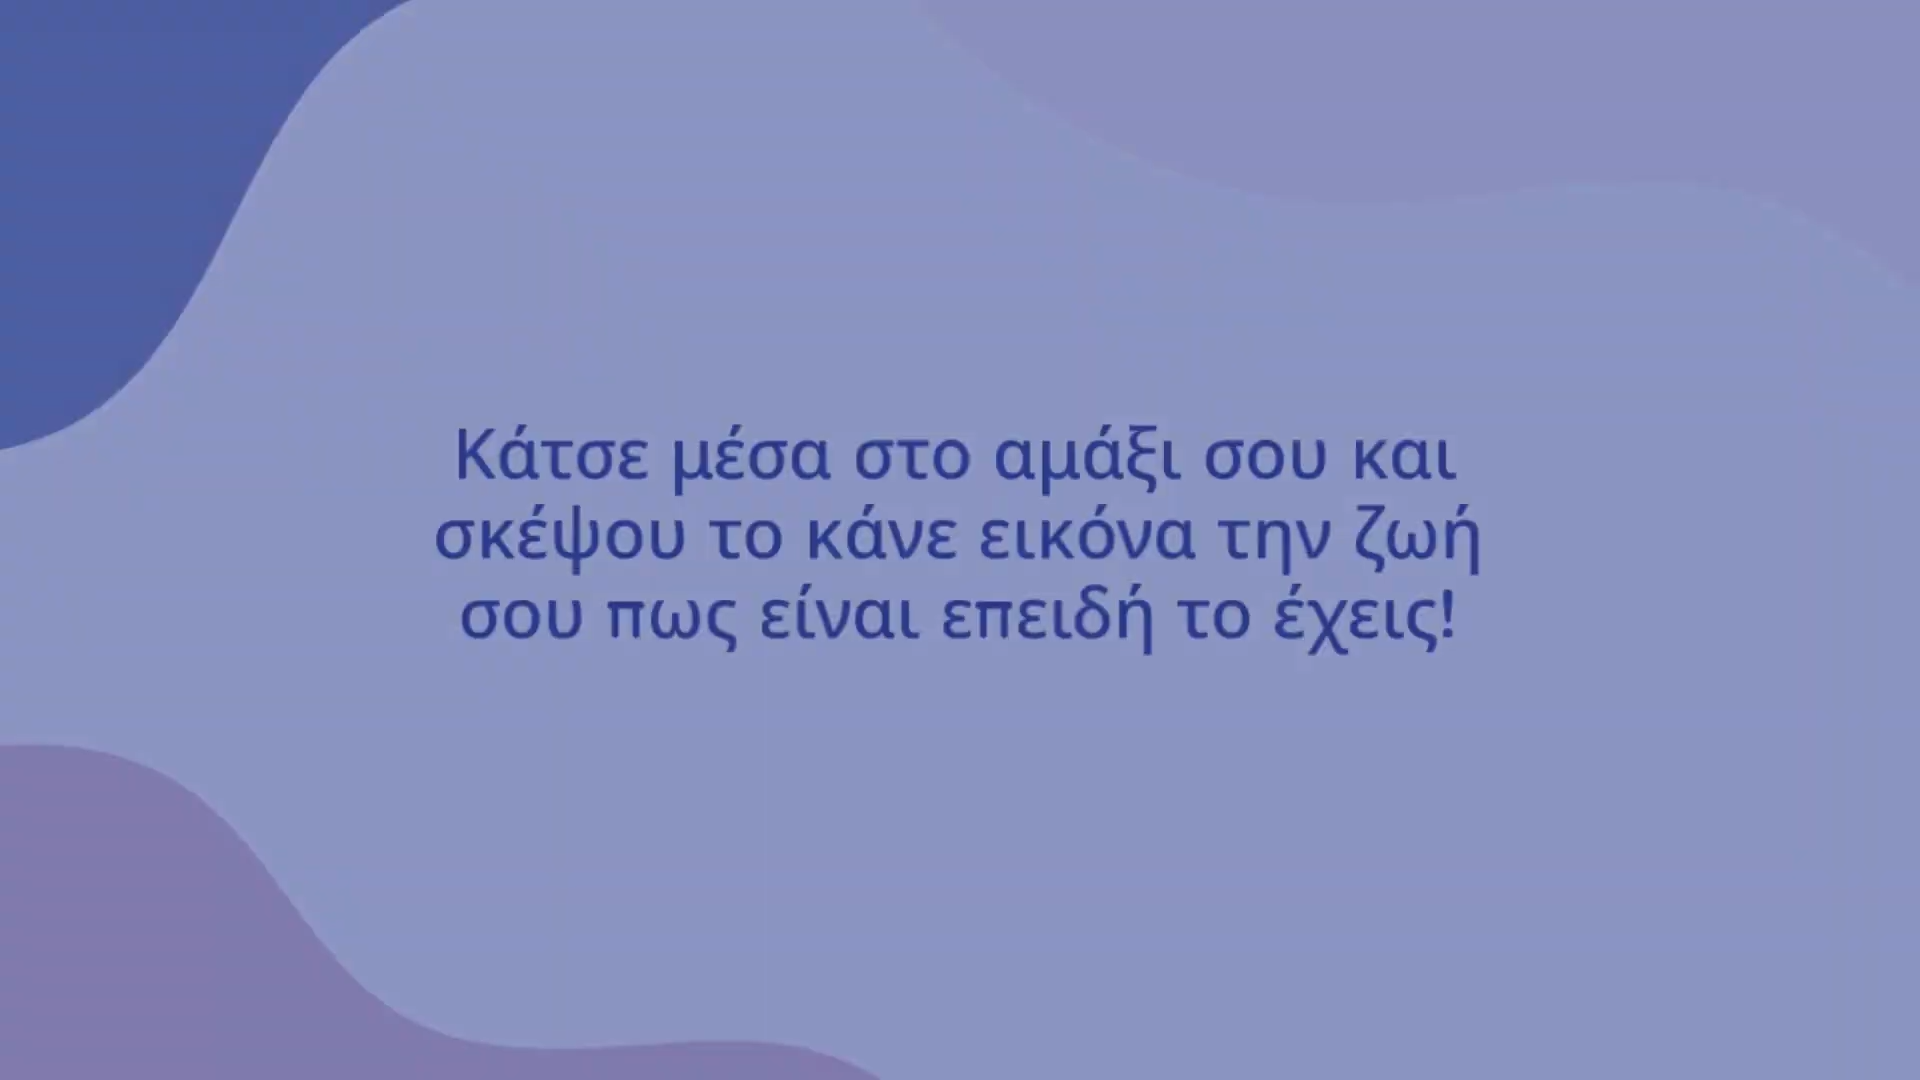 Κάτσε μέσα στο αμάξι σου και
σκέψου το κάνε εικόνα την ζωή
σου πως είναι επειδή το έχεις!